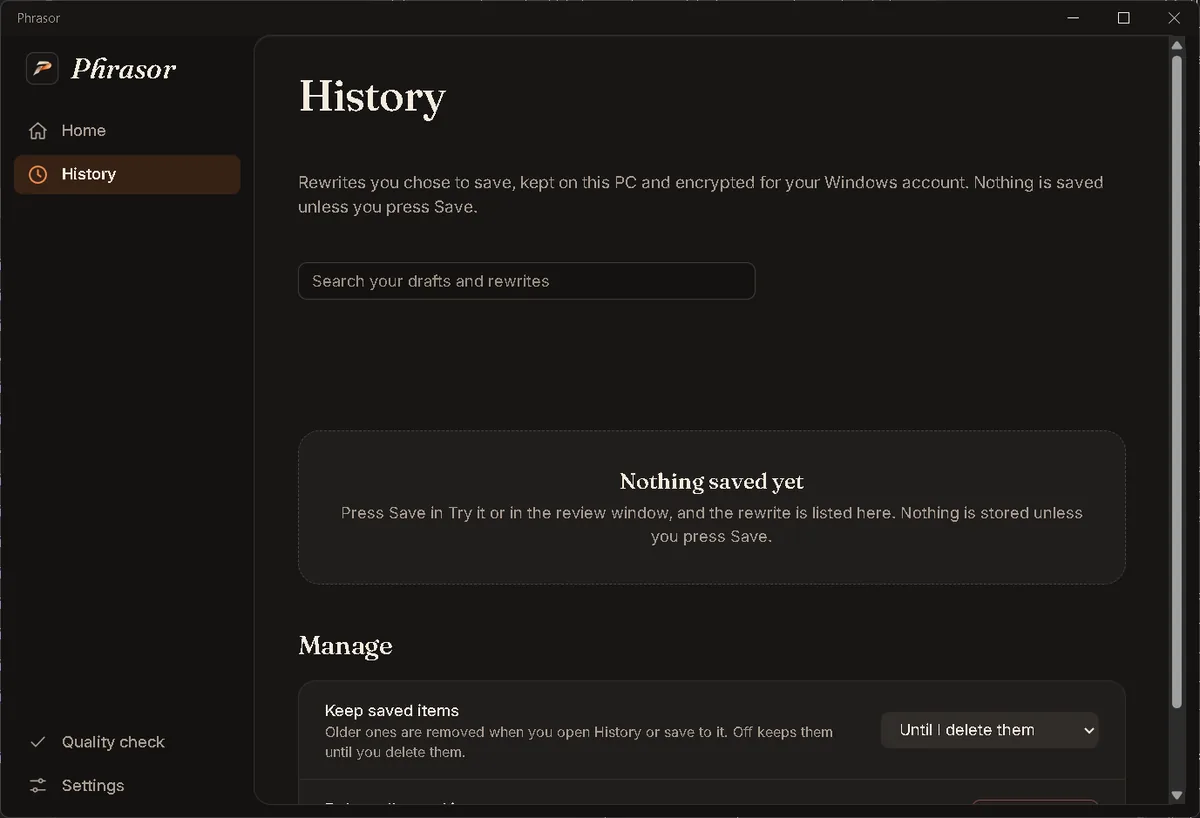 Phrasor
Phrasor
Home
History
Quality check
Settings
History
Rewrites you chose to save, kept on this PC and encrypted for your Windows account. Nothing is saved
unless you press Save.
Search your drafts and rewrites
Nothing saved yet
Press Save in Try it or in the review window, and the rewrite is listed here. Nothing is stored unless
you press Save.
Manage
Keep saved items
Older ones are removed when you open History or save to it. Off keeps them
until you delete them.
Until I delete them